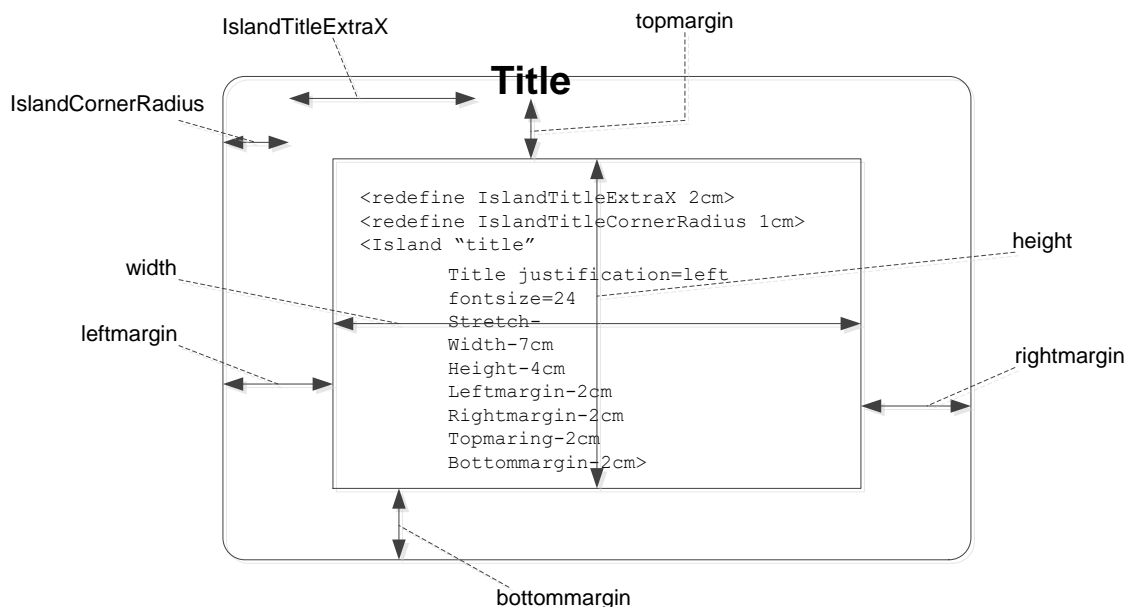 IslandTitleExtraX
topmargin
Title
IslandCornerRadius
<redefine IslandTitleExtraX 2cm>
<redefine IslandTitleCornerRadius 1cm>
<Island “title”
height
width
Title justification=left
fontsize=24
Stretch-
Width-7cm
leftmargin
Height-4cm
rightmargin
Leftmargin-2cm
Rightmargin-2cm
Topmaring-2cm
Bottommargin-2cm>
bottommargin